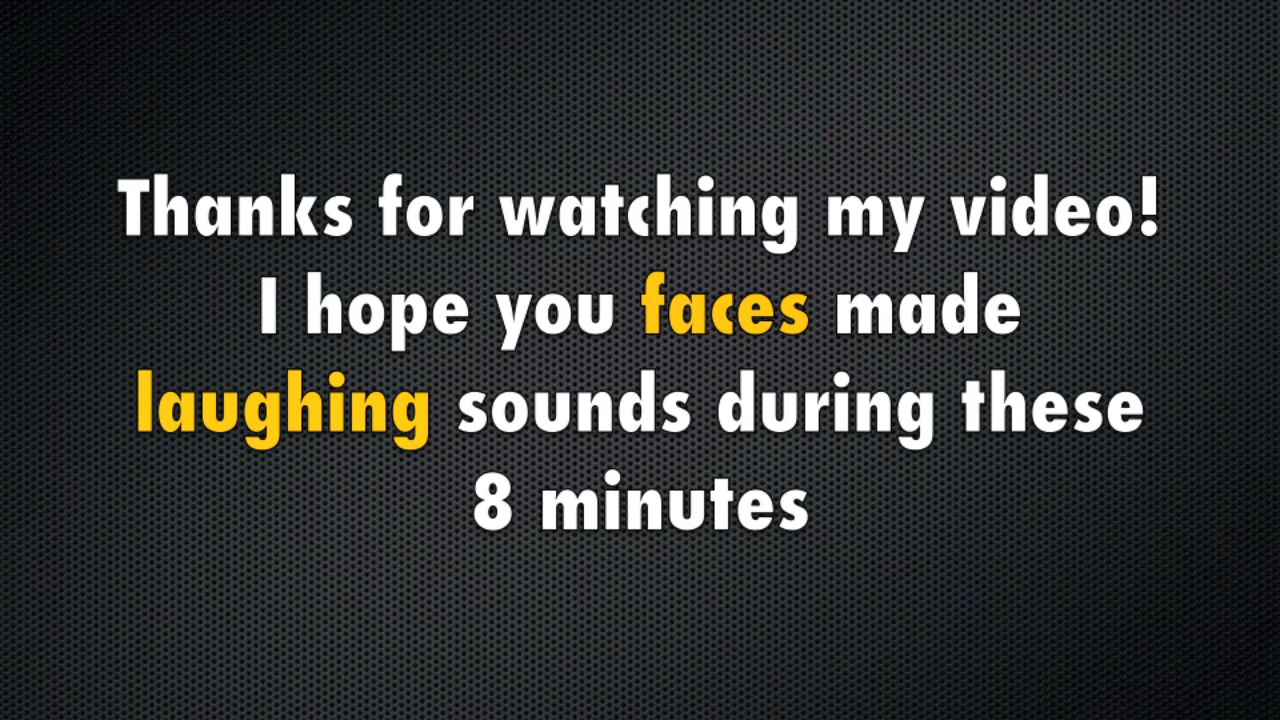 Thanks for watching my video!
I hope you faces made
laughing sounds during these
8 minutes